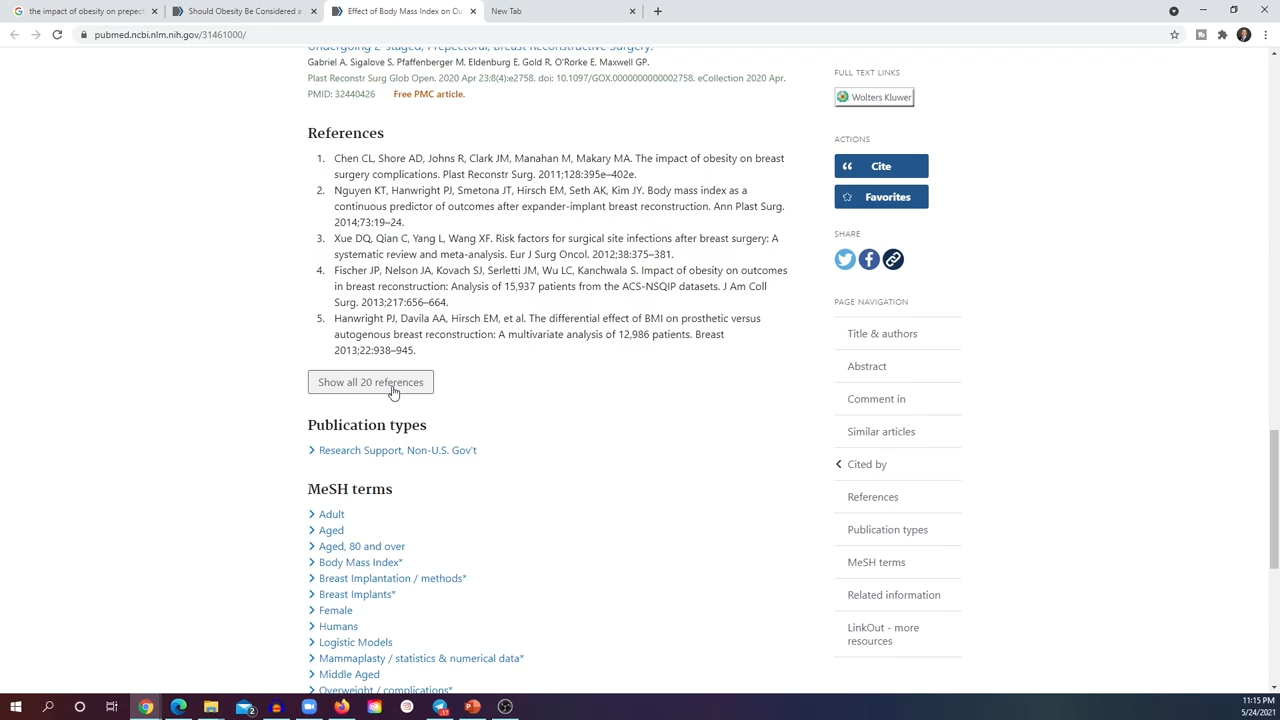 the impact of obesity on prepect
Should Obesity Be Considered a
Effect of Body Mass Index on Ou
New Tab
pubmed.ncbi.nlm.nih.gov/31461000/
Undergoing 2-staged, Prepectoral, Breast Reconstructive Surgery.
Gabriel A, Sigalove S, Pfaffenberger M, Eldenburg E, Gold R, O'Rorke E, Maxwell GP.
Plast Reconstr Surg Glob Open. 2020 Apr 23;8(4):e2758. doi: 10.1097/GOX.0000000000002758. eCollection 2020 Apr.
PMID: 32440426 Free PMC article.
References
1. Chen CL, Shore AD, Johns R, Clark JM, Manahan M, Makary MA. The impact of obesity on breast
surgery complications. Plast Reconstr Surg. 2011;128:395e–402e.
2. Nguyen KT, Hanwright PJ, Smetona JT, Hirsch EM, Seth AK, Kim JY. Body mass index as a
continuous predictor of outcomes after expander-implant breast reconstruction. Ann Plast Surg.
2014;73:19–24.
3. Xue DQ, Qian C, Yang L, Wang XF. Risk factors for surgical site infections after breast surgery: A
systematic review and meta-analysis. Eur J Surg Oncol. 2012;38:375–381.
4. Fischer JP, Nelson JA, Kovach SJ, Serletti JM, Wu LC, Kanchwala S. Impact of obesity on outcomes
in breast reconstruction: Analysis of 15,937 patients from the ACS-NSQIP datasets. J Am Coll
Surg. 2013;217:656–664.
5. Hanwright PJ, Davila AA, Hirsch EM, et al. The differential effect of BMI on prosthetic versus
autogenous breast reconstruction: A multivariate analysis of 12,986 patients. Breast
2013;22:938–945.
Show all 20 references
Publication types
Research Support, Non-U.S. Gov't
MeSH terms
Adult
Aged
Aged, 80 and over
Body Mass Index*
Breast Implantation / methods*
Breast Implants*
Female
Humans
Logistic Models
Mammaplasty / statistics & numerical data*
Middle Aged
Overweight / complications*
FULL TEXT LINKS
Wolters Kluwer
ACTIONS
Cite
Favorites
SHARE
PAGE NAVIGATION
Title & authors
Abstract
Comment in
Similar articles
Cited by
References
Publication types
MeSH terms
Related information
LinkOut - more
resources
11:15 PM
5/24/2021